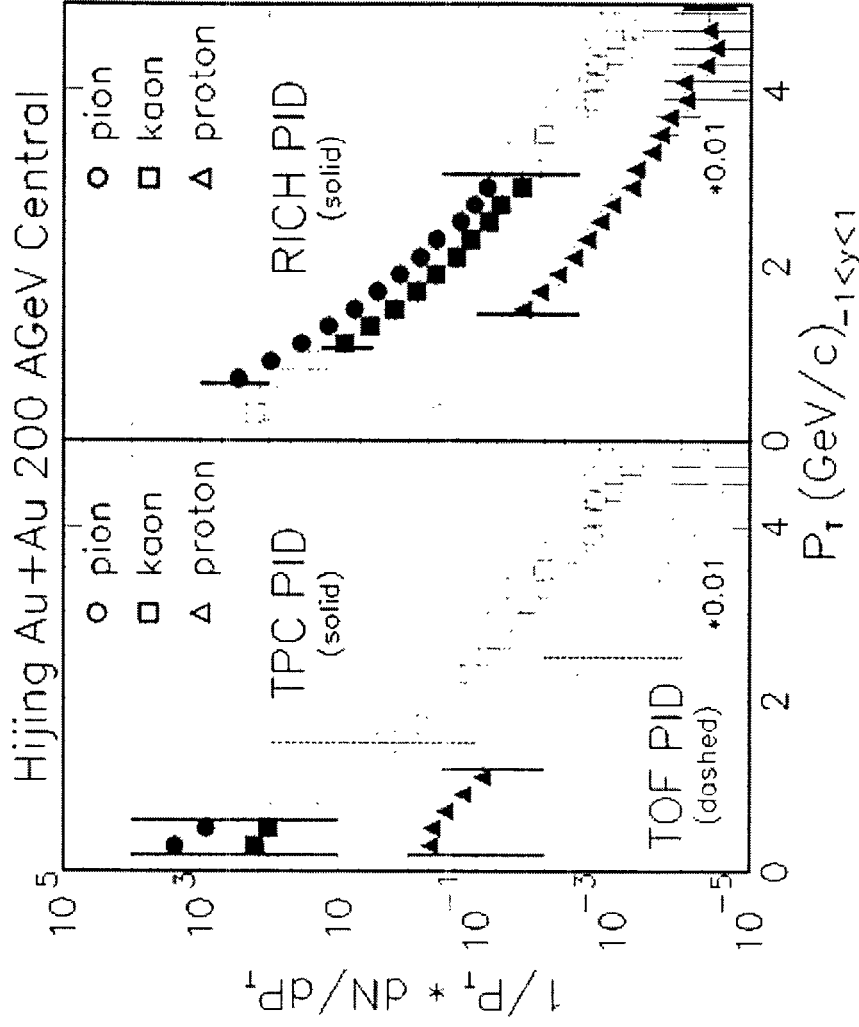 Hijing Au+Au 200 AGeV Central
pion
kaon
proton
TPC PID
(solid)
TOF PID
(dashed)
*0.01
pion
kaon
proton
RICH PID
(solid)
*0.01
10 5
10 3
10
10 -1
10 -3
10 -5
0 2 4 0 2 4
1/P_T * dN/dP_T
P_T (GeV/c)_-1<y<1